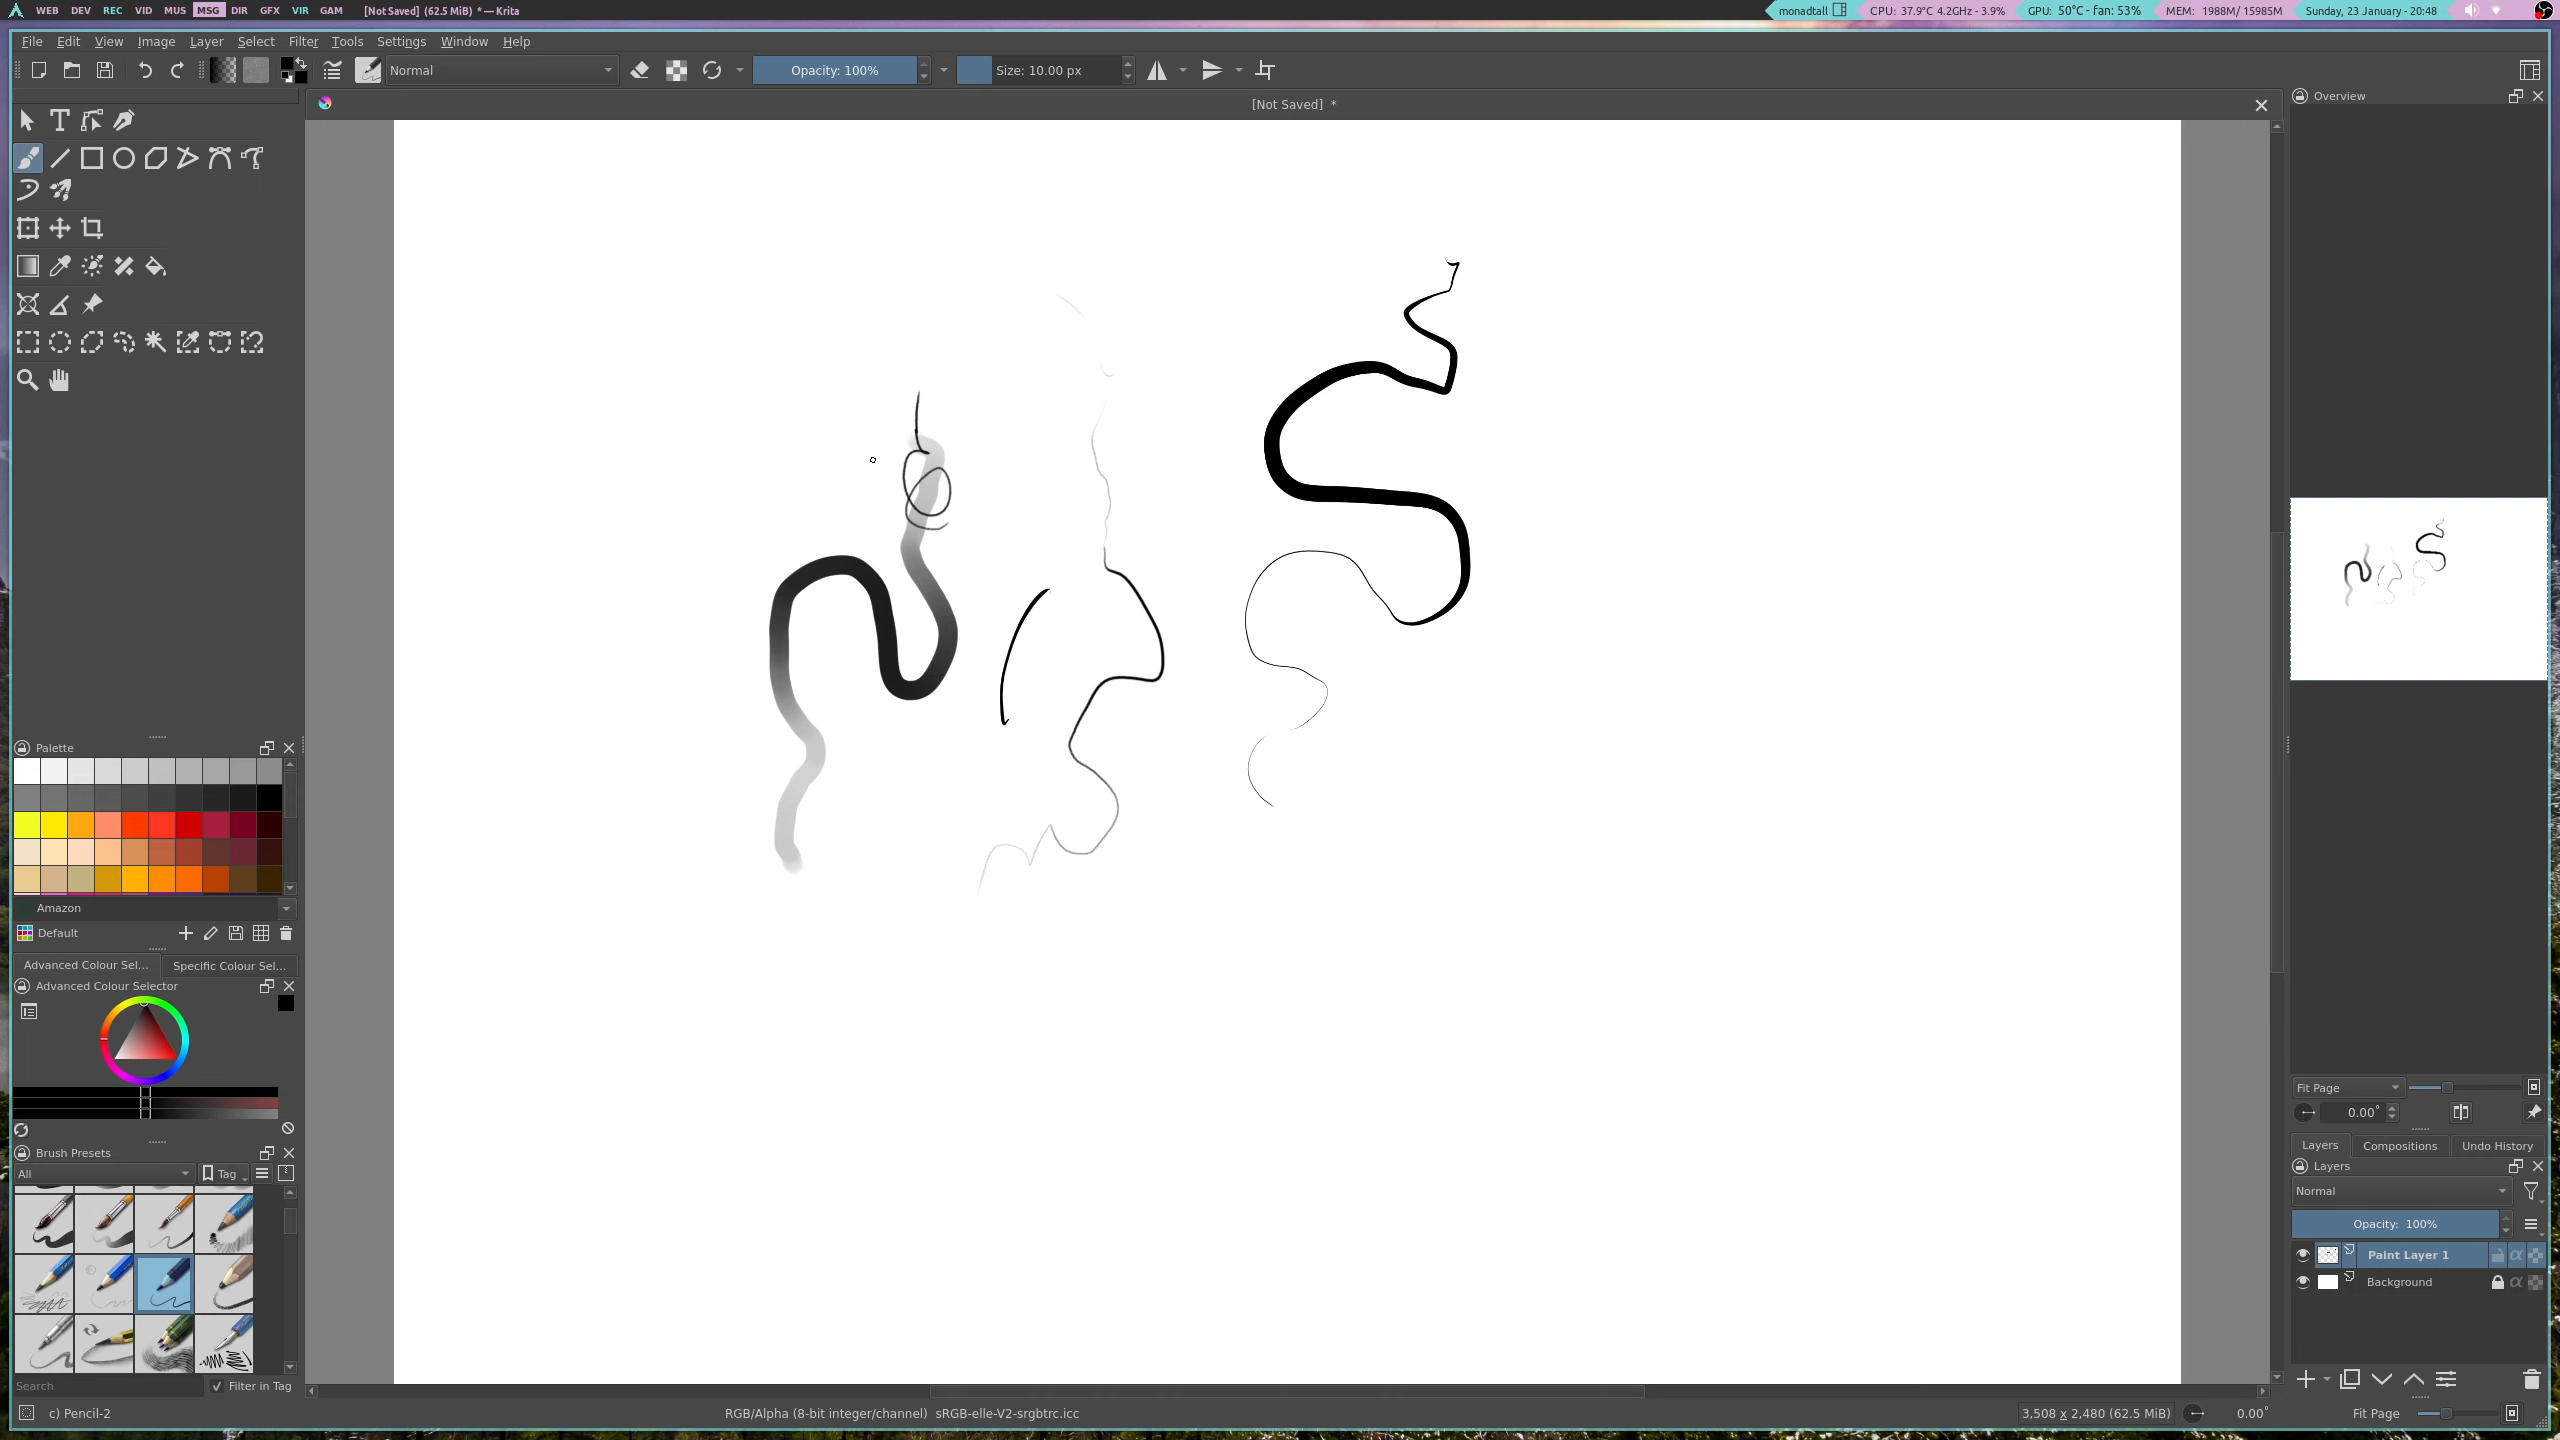 WEB DEV REC VID MUS MSG DIR GFX VIR GAM [Not Saved] (62.5 MiB) * — Krita monadtall CPU: 37.9°C 4.2GHz - 3.9% GPU: 50°C - fan: 53% MEM: 1988M/ 15985M Sunday, 23 January - 20:48
File Edit View Image Layer Select Filter Tools Settings Window Help
Normal Opacity: 100% Size: 10.00 px
[Not Saved] *
Overview
Palette
Amazon
Default
Advanced Colour Sel... Specific Colour Sel...
Advanced Colour Selector
Brush Presets
All Tag
Search Filter in Tag
Fit Page
0.00°
Layers Compositions Undo History
Layers
Normal
Opacity: 100%
Paint Layer 1
Background
c) Pencil-2 RGB/Alpha (8-bit integer/channel) sRGB-elle-V2-srgbtrc.icc 3,508 x 2,480 (62.5 MiB) 0.00° Fit Page